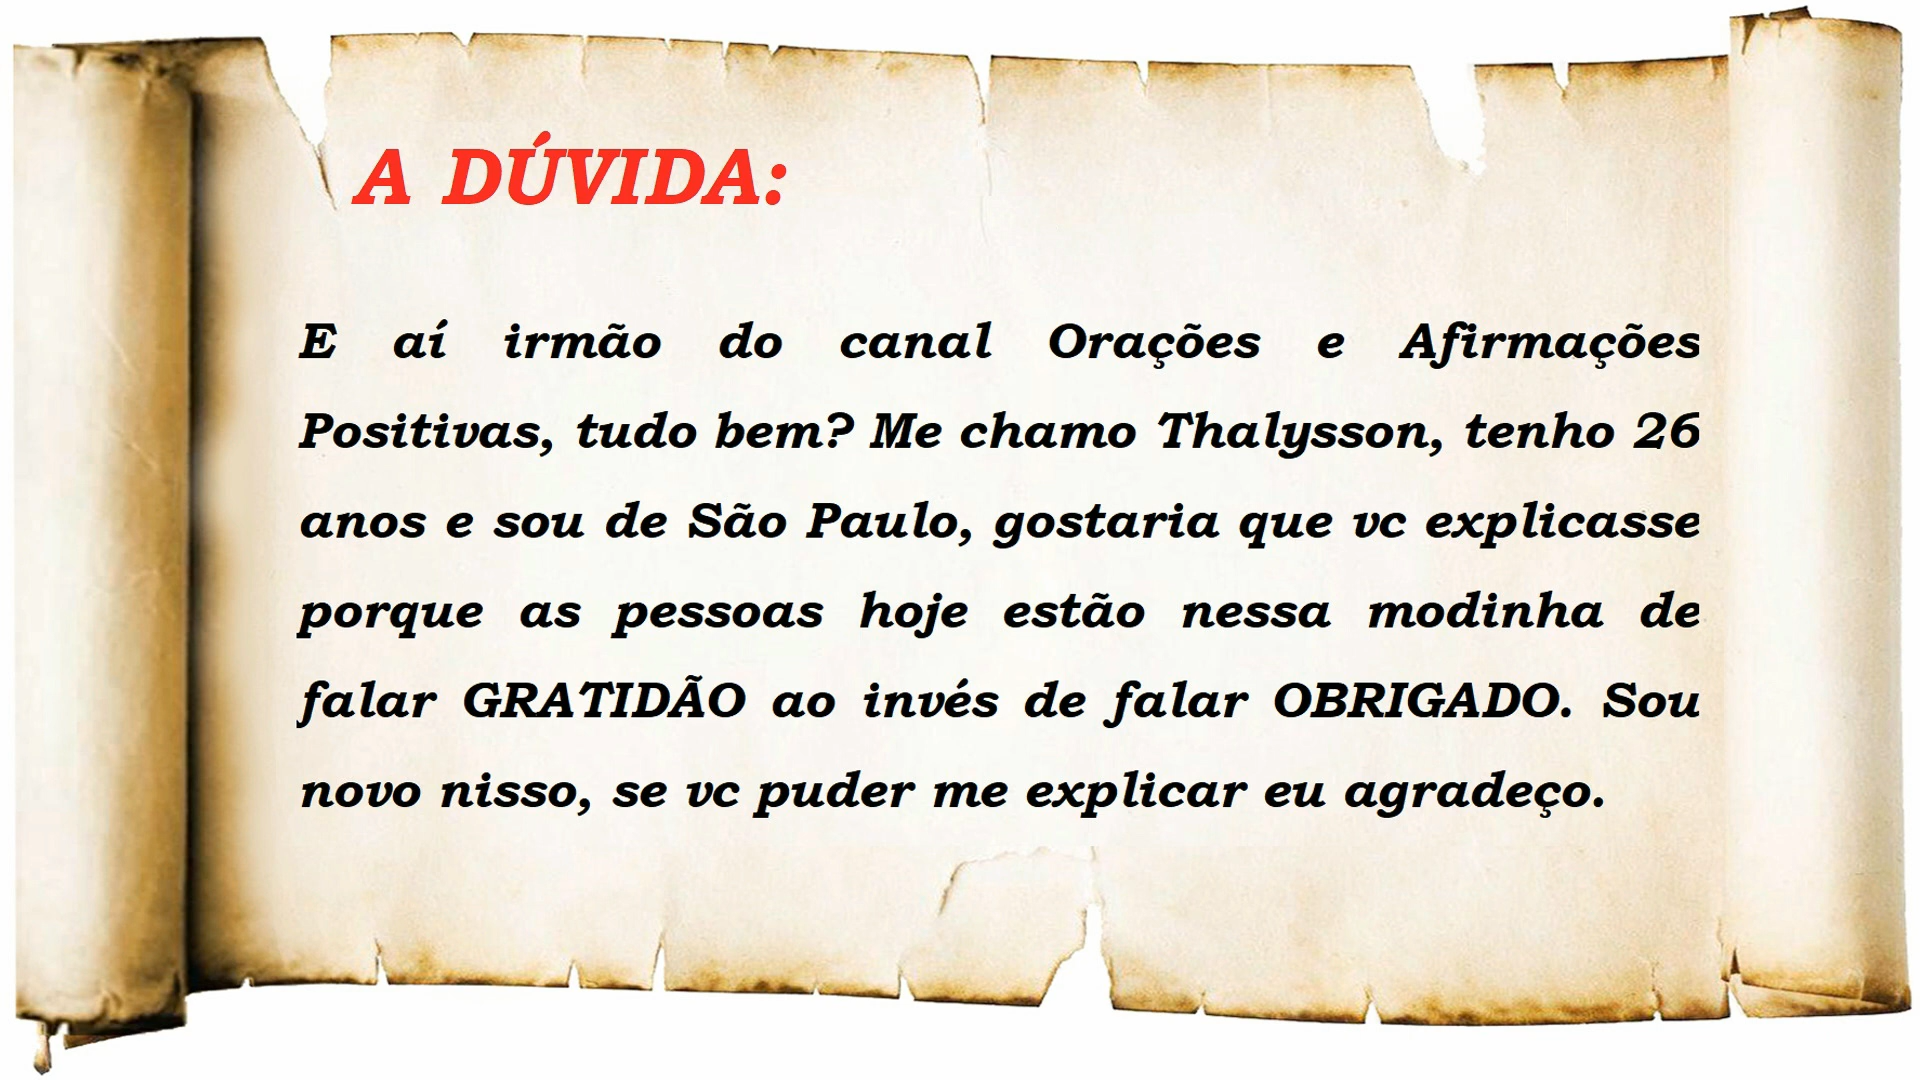 A DÚVIDA:
E aí irmão do canal Orações e Afirmações
Positivas, tudo bem? Me chamo Thalysson, tenho 26
anos e sou de São Paulo, gostaria que vc explicasse
porque as pessoas hoje estão nessa modinha de
falar GRATIDÃO ao invés de falar OBRIGADO. Sou
novo nisso, se vc puder me explicar eu agradeço.